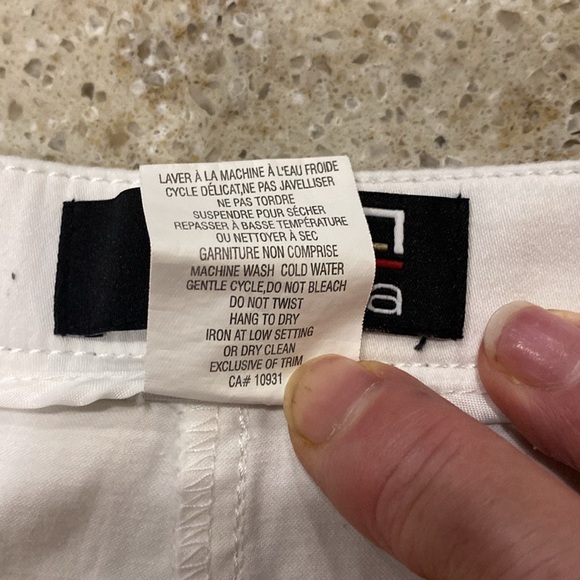 LAVER À LA MACHINE À L'EAU FROIDE
CYCLE DÉLICAT,NE PAS JAVELLISER
NE PAS TORDRE
SUSPENDRE POUR SÉCHER
REPASSER À BASSE TEMPÉRATURE
OU NETTOYER À SEC
GARNITURE NON COMPRISE
MACHINE WASH COLD WATER
GENTLE CYCLE,DO NOT BLEACH
DO NOT TWIST
HANG TO DRY
IRON AT LOW SETTING
OR DRY CLEAN
EXCLUSIVE OF TRIM
CA# 10931